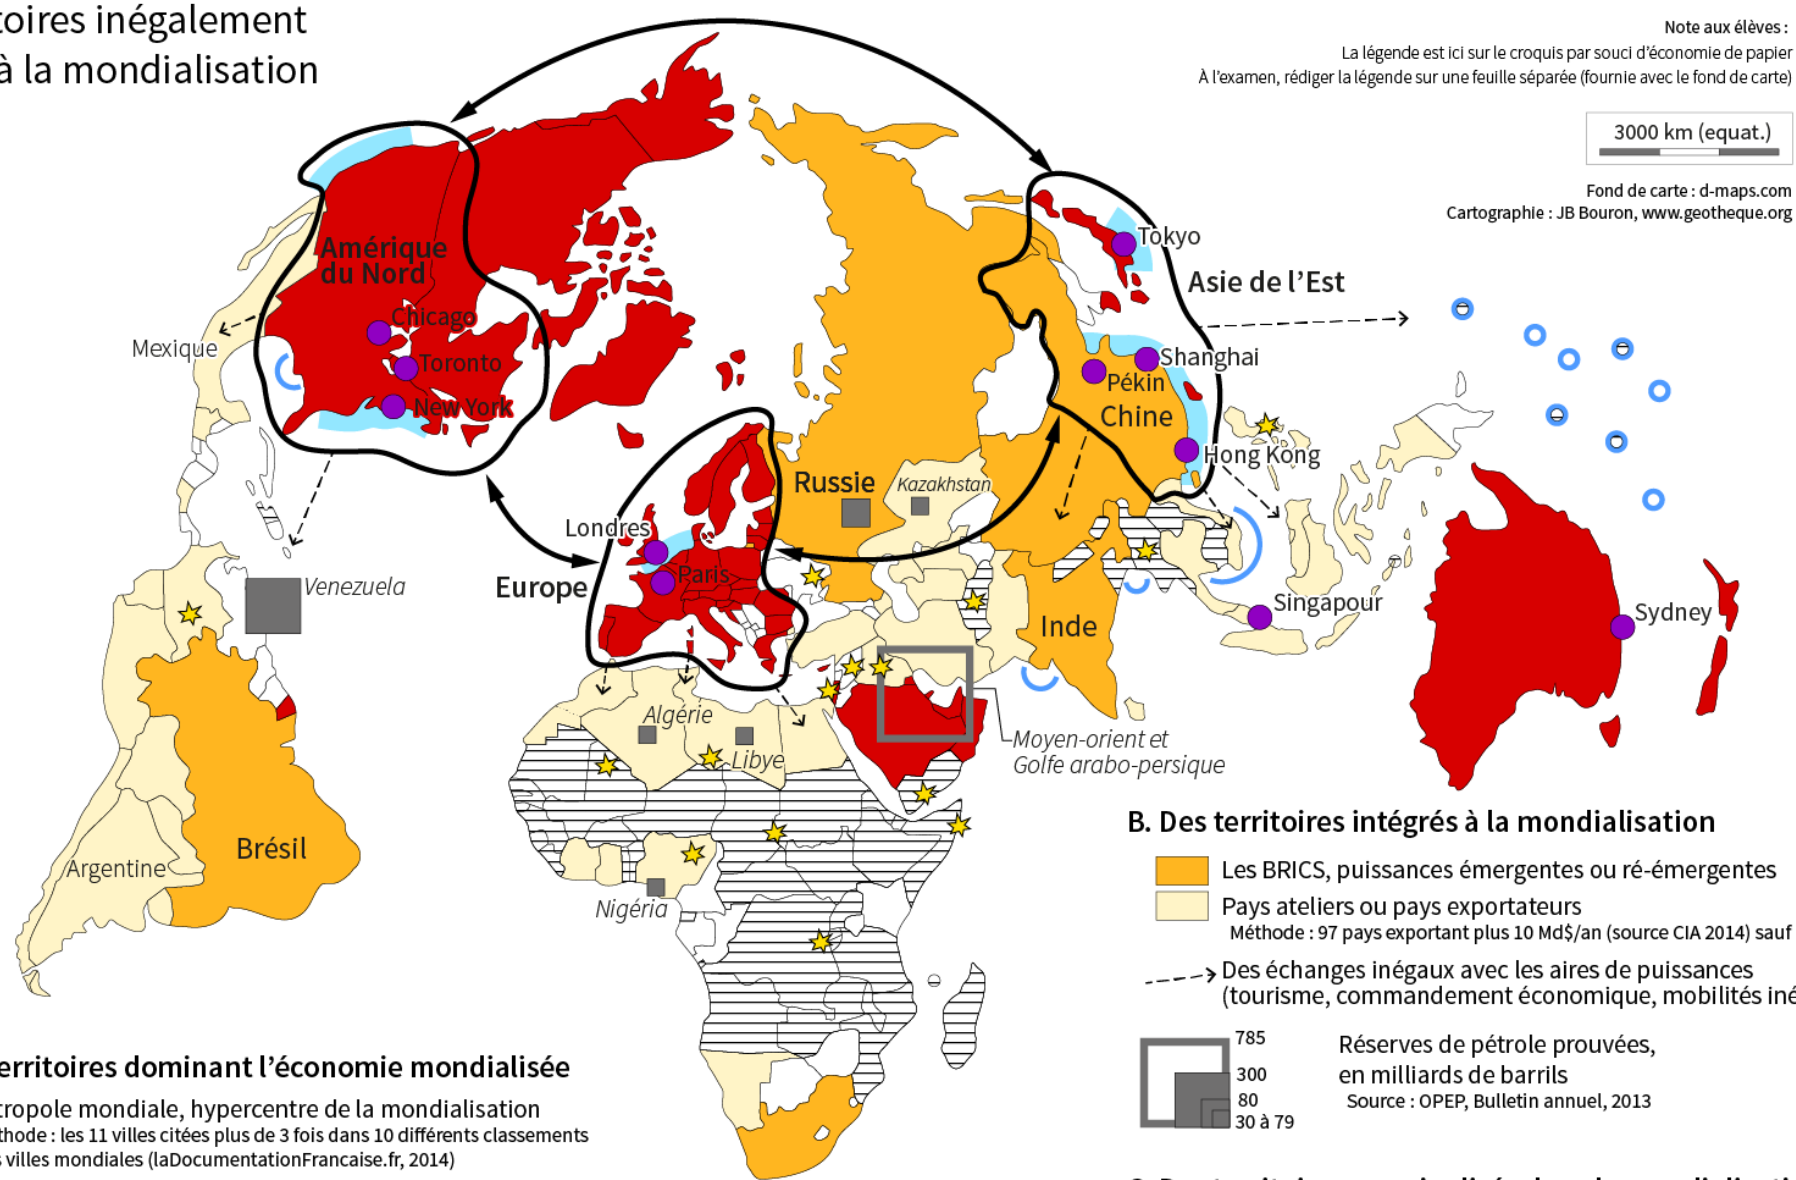 toires inégalement
à la mondialisation
Note aux élèves :
La légende est ici sur le croquis par souci d'économie de papier
À l'examen, rédiger la légende sur une feuille séparée (fournie avec le fond de carte)
3000 km (equat.)
Fond de carte : d-maps.com
Cartographie : JB Bouron, www.geotheque.org
Amérique
du Nord
Chicago
Toronto
New York
Mexique
Tokyo
Asie de l'Est
Shanghai
Pékin
Chine
Hong Kong
Russie
Kazakhstan
Londres
Paris
Europe
Venezuela
Inde
Singapour
Sydney
Algérie
Libye
Moyen-orient et
Golfe arabo-persique
Brésil
Argentine
Nigéria
B. Des territoires intégrés à la mondialisation
Les BRICS, puissances émergentes ou ré-émergentes
Pays ateliers ou pays exportateurs
Méthode : 97 pays exportant plus 10 Md$/an (source CIA 2014) sauf
Des échanges inégaux avec les aires de puissances
(tourisme, commandement économique, mobilités iné
785
300
80
30 à 79
Réserves de pétrole prouvées,
en milliards de barrils
Source : OPEP, Bulletin annuel, 2013
erritoires dominant l'économie mondialisée
tropole mondiale, hypercentre de la mondialisation
thode : les 11 villes citées plus de 3 fois dans 10 différents classements
s villes mondiales (laDocumentationFrancaise.fr, 2014)